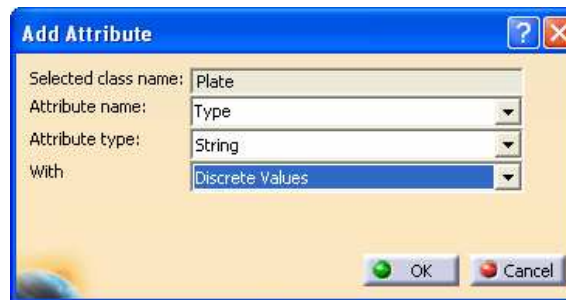 Add Attribute
Selected class name: Plate
Attribute name: Type
Attribute type: String
With Discrete Values
OK Cancel